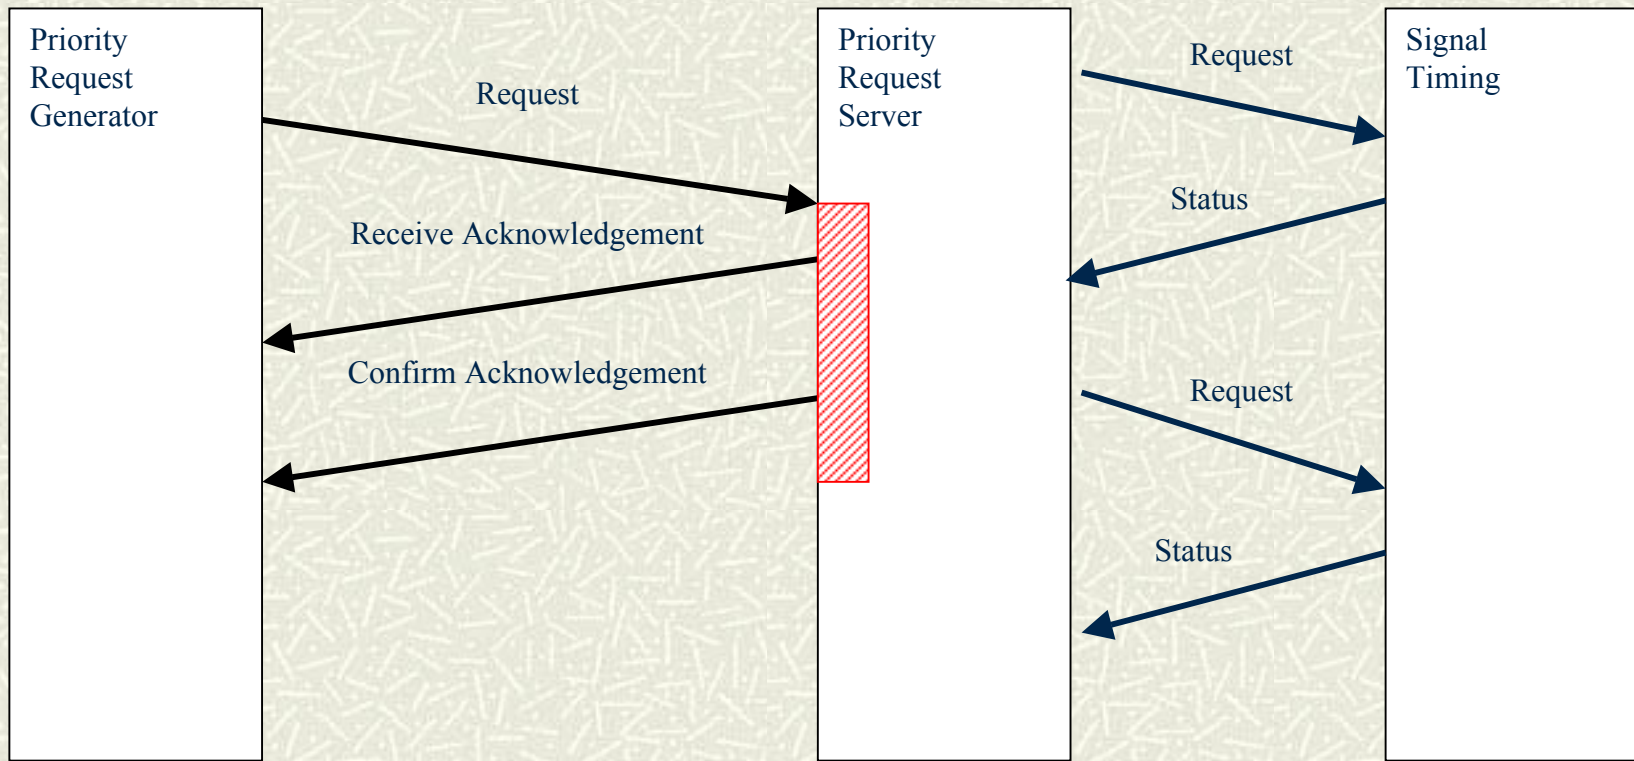 Priority
Request
Generator
Request
Receive Acknowledgement
Confirm Acknowledgement
Priority
Request
Server
Request
Status
Request
Status
Signal
Timing